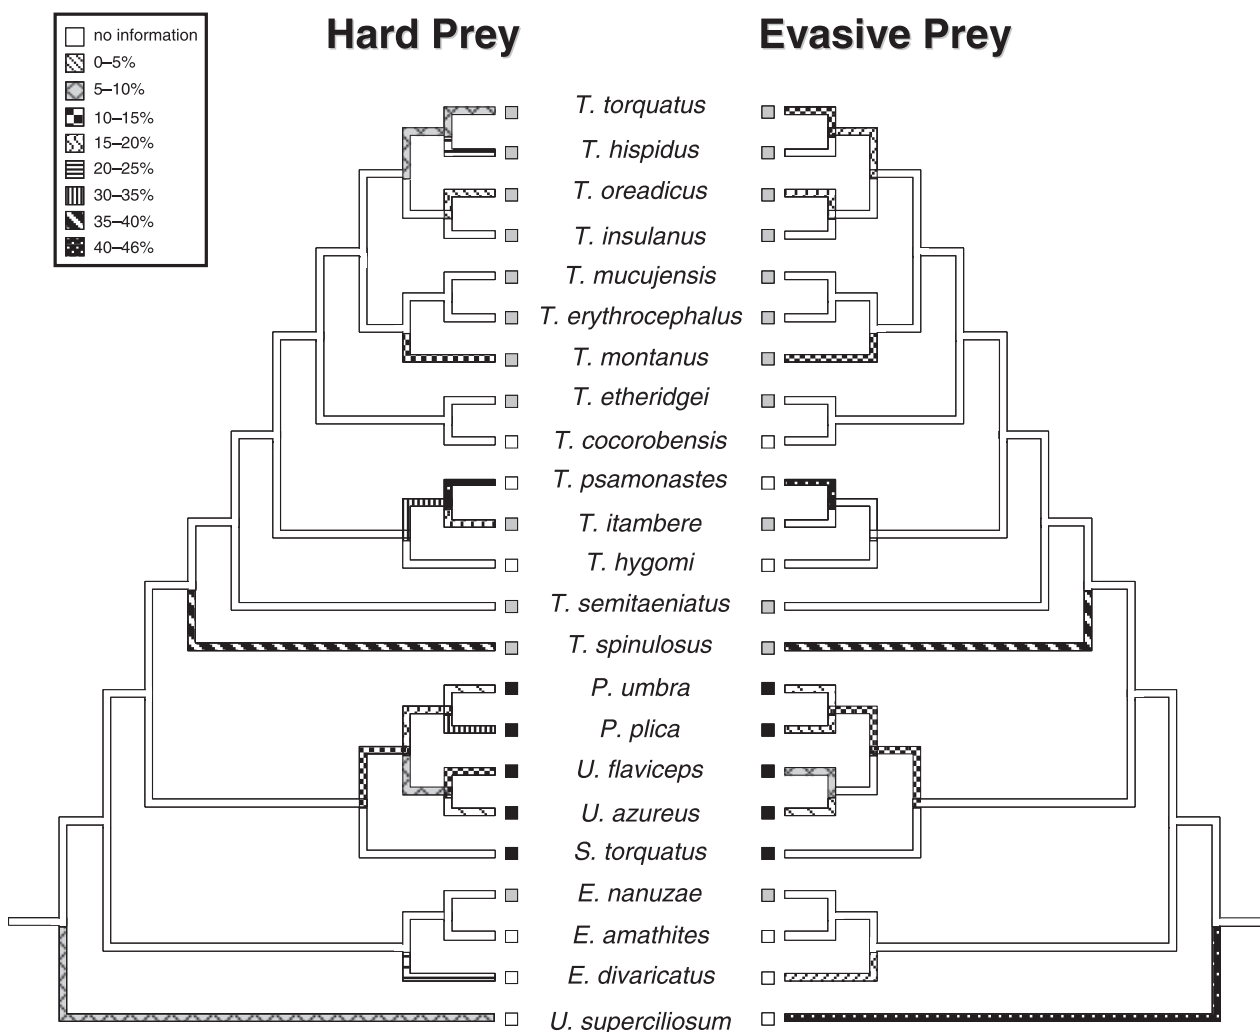 Hard Prey
Evasive Prey
no information
0–5%
5–10%
10–15%
15–20%
20–25%
30–35%
35–40%
40–46%
T. torquatus
T. hispidus
T. oreadicus
T. insulanus
T. mucujensis
T. erythrocephalus
T. montanus
T. etheridgei
T. cocorobensis
T. psamonastes
T. itambere
T. hygomi
T. semitaeniatus
T. spinulosus
P. umbra
P. plica
U. flaviceps
U. azureus
S. torquatus
E. nanuzae
E. amathites
E. divaricatus
U. superciliosum